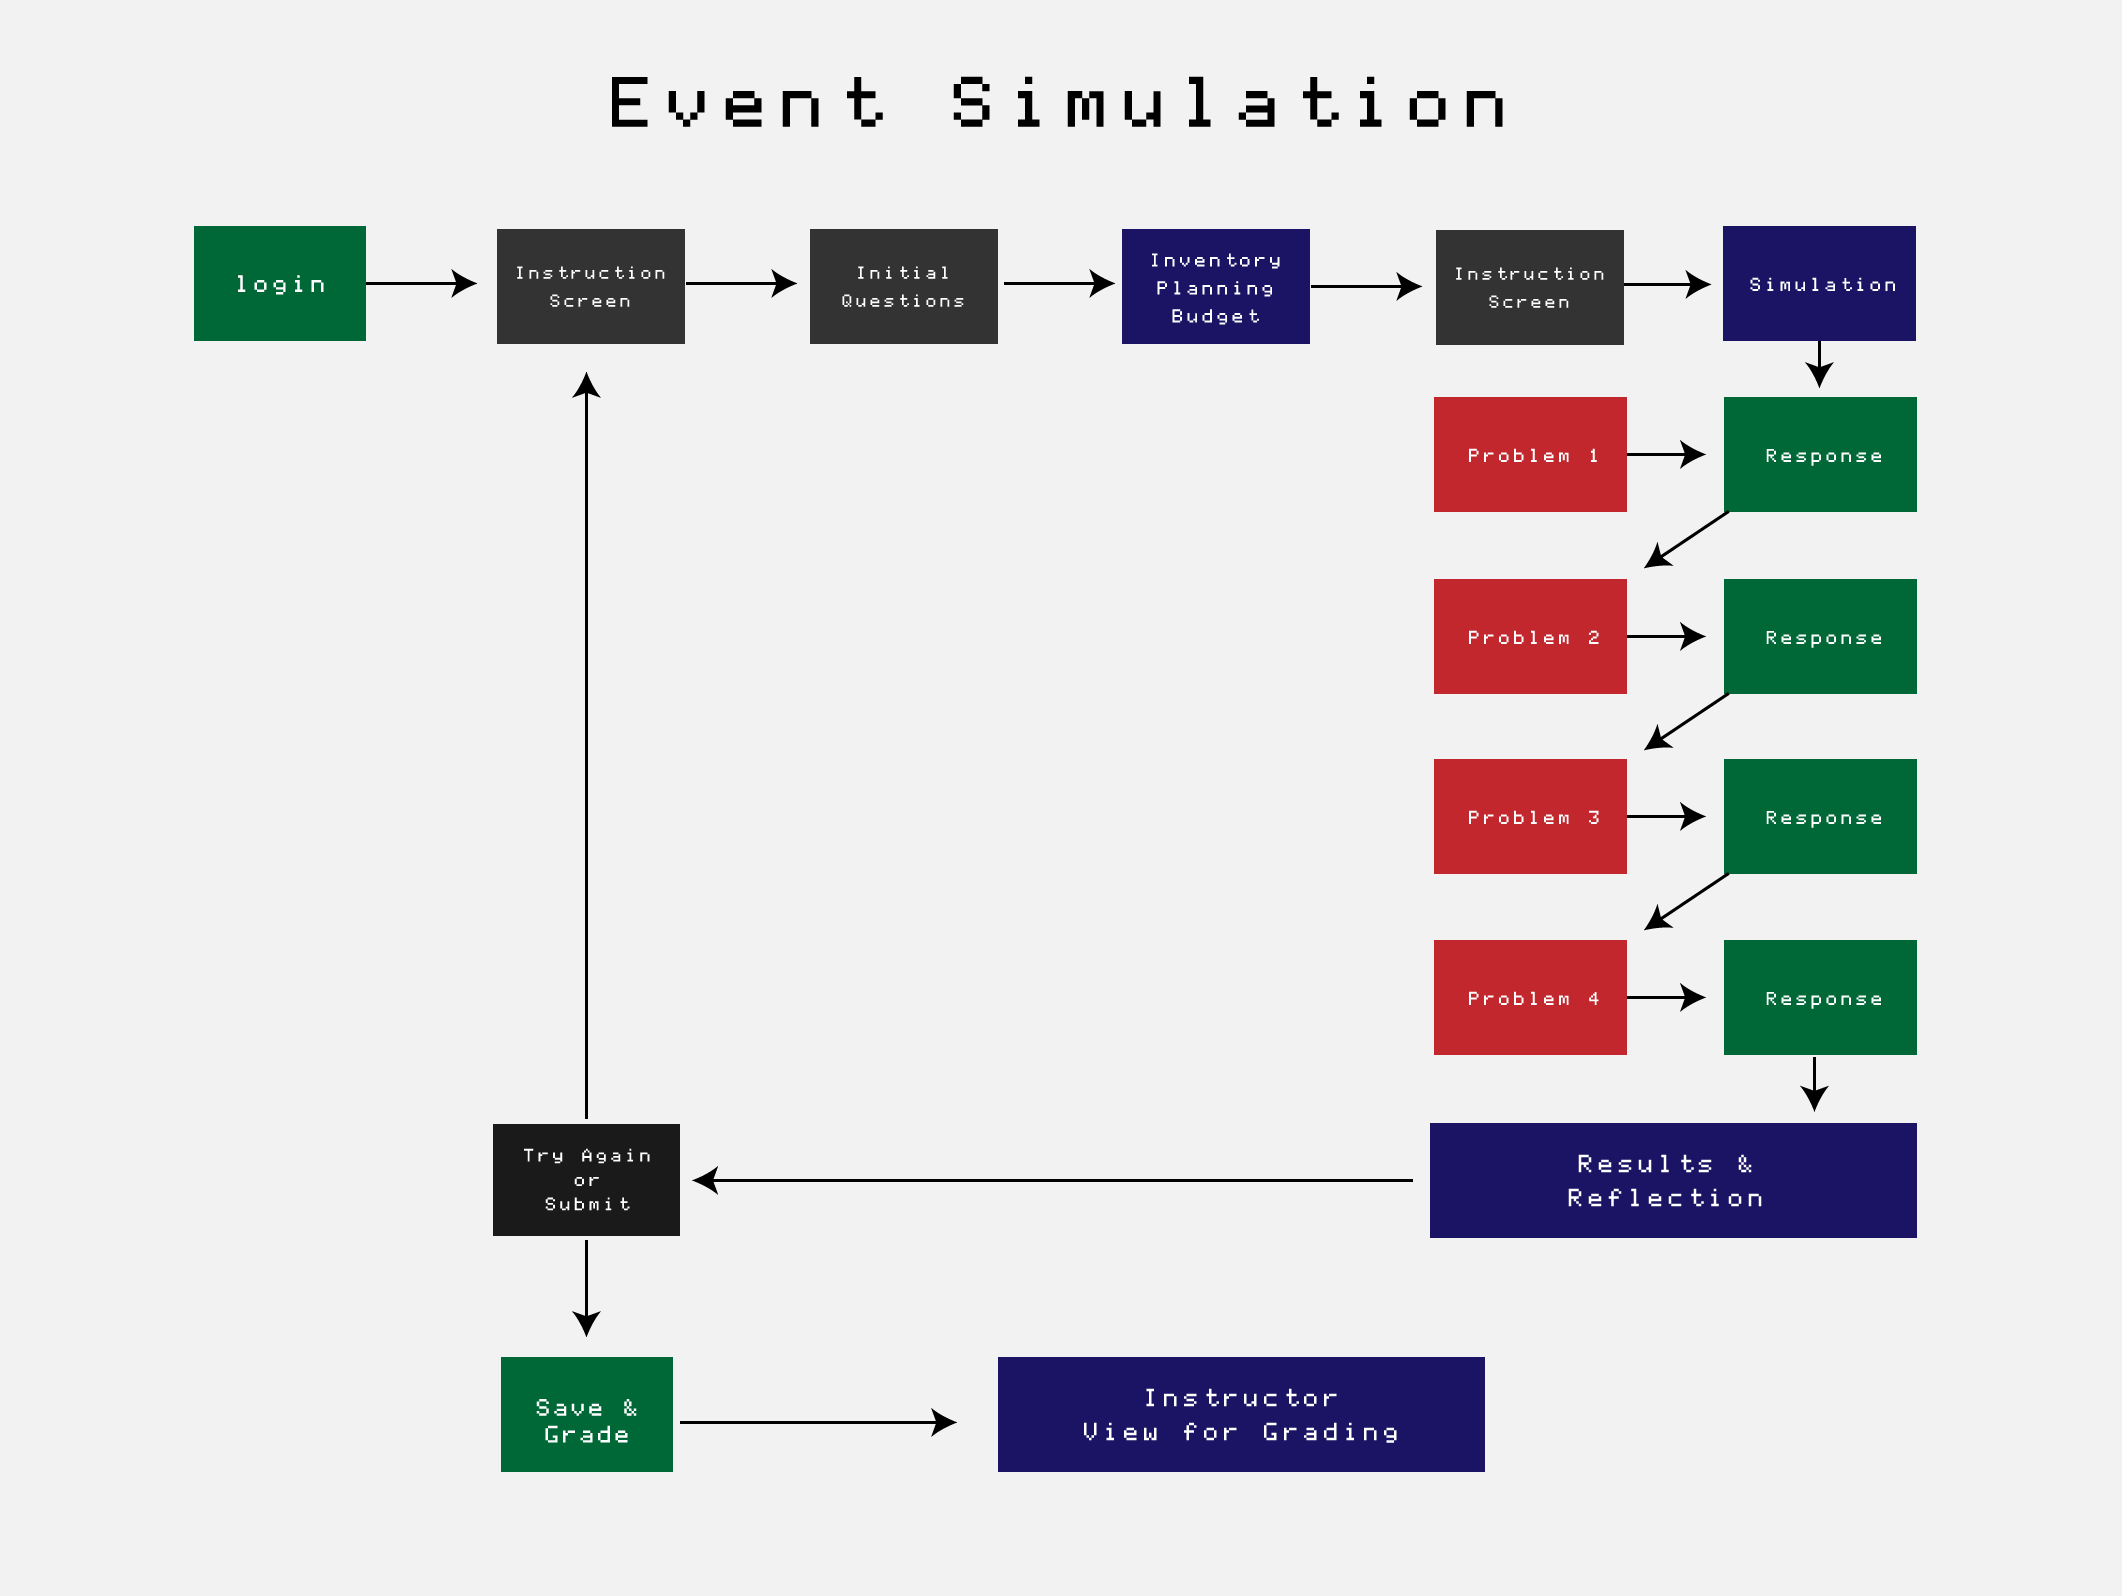 Event Simulation
login
Instruction
Screen
Initial
Questions
Inventory
Planning
Budget
Instruction
Screen
Simulation
Problem 1
Response
Problem 2
Response
Problem 3
Response
Problem 4
Response
Try Again
or
Submit
Results &
Reflection
Save &
Grade
Instructor
View for Grading